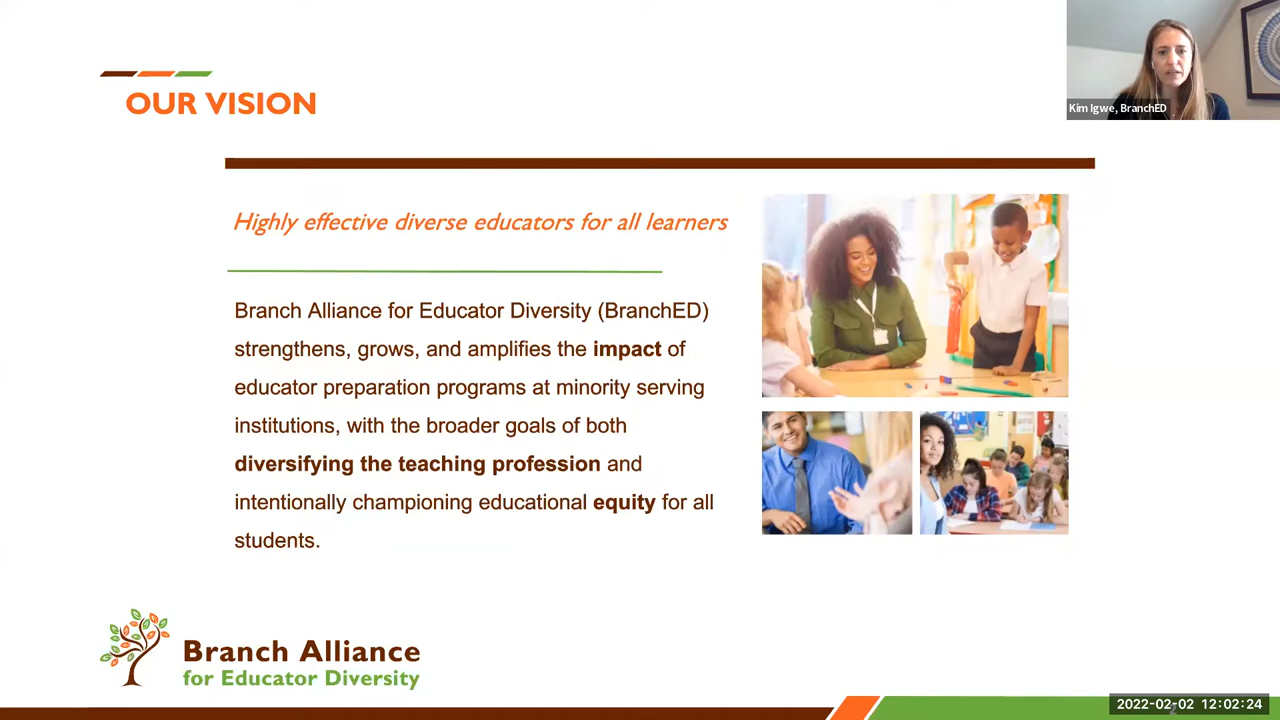 OUR VISION
Kim Igwe, BranchED
Highly effective diverse educators for all learners
Branch Alliance for Educator Diversity (BranchED)
strengthens, grows, and amplifies the impact of
educator preparation programs at minority serving
institutions, with the broader goals of both
diversifying the teaching profession and
intentionally championing educational equity for all
students.
Branch Alliance
for Educator Diversity
2022-02-02 12:02:24